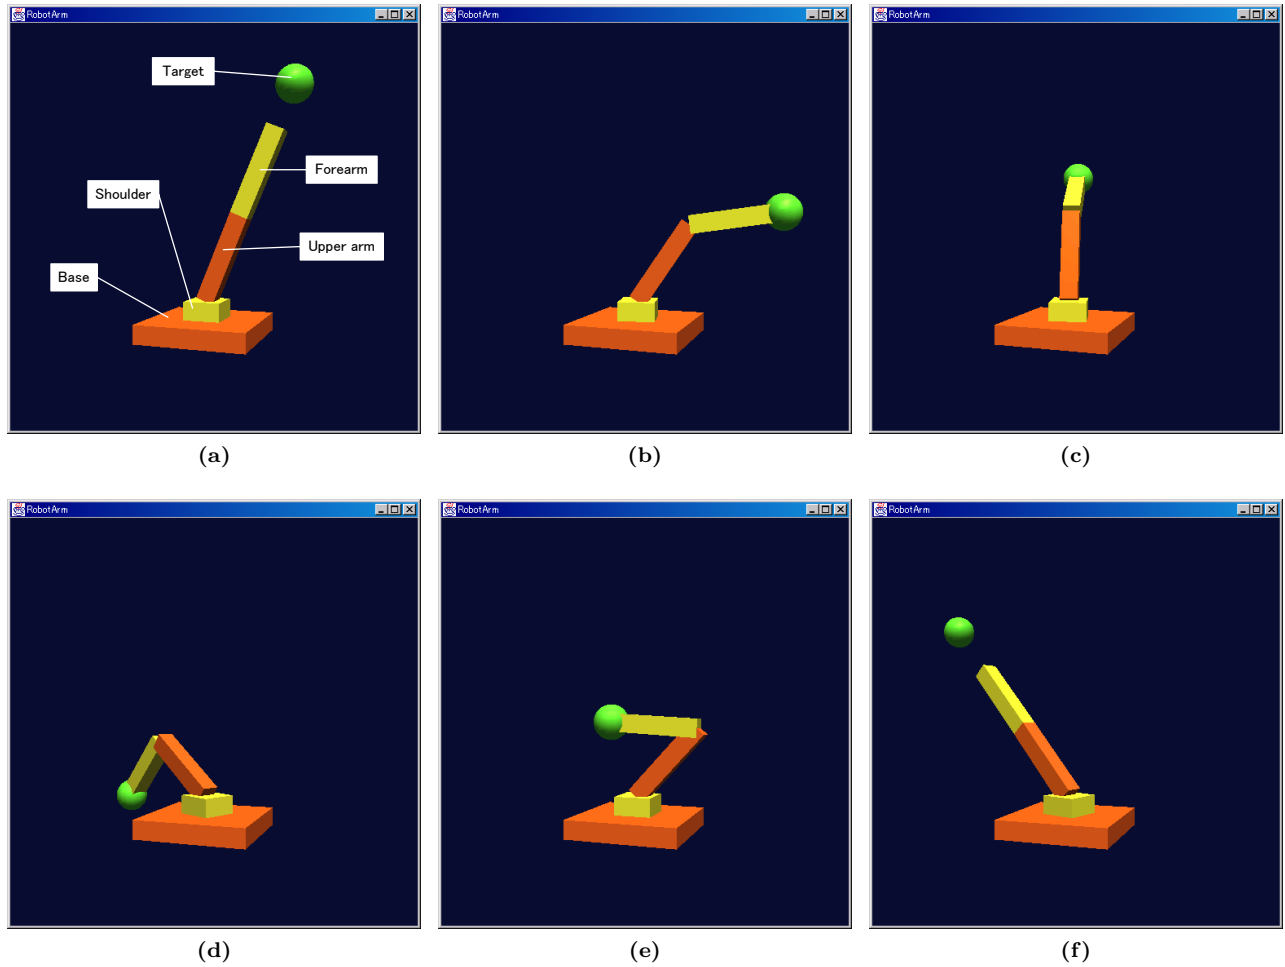 RobotArm
RobotArm
RobotArm
Target
Forearm
Shoulder
Upper arm
Base
(a)
(b)
(c)
RobotArm
RobotArm
RobotArm
(d)
(e)
(f)